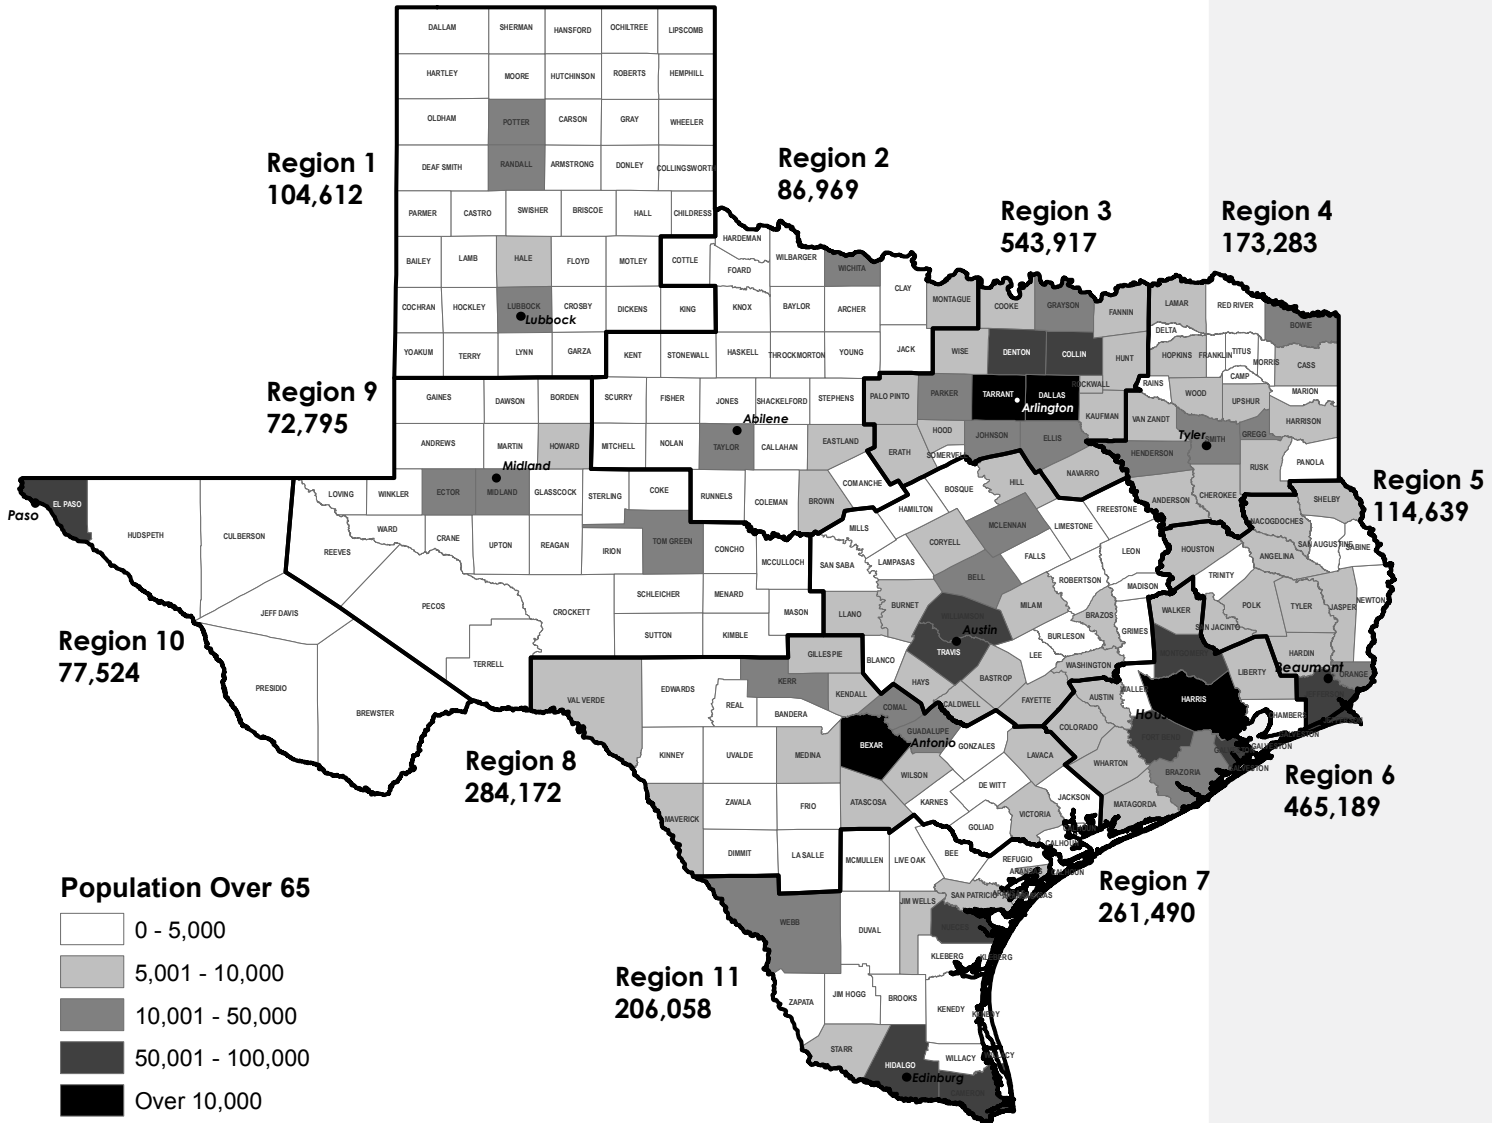 DALLAM SHERMAN HANSFORD OCHILTREE LIPSCOMB
HARTLEY MOORE HUTCHINSON ROBERTS HEMPHILL
OLDHAM POTTER CARSON GRAY WHEELER
DEAF SMITH RANDALL ARMSTRONG DONLEY COLLINGSWORTH
PARMER CASTRO SWISHER BRISCOE HALL CHILDRESS
BAILEY LAMB HALE FLOYD MOTLEY COTTLE
COCHRAN HOCKLEY LUBBOCK CROSBY DICKENS KING
Lubbock
YOAKUM TERRY LYNN GARZA KENT STONEWALL HASKELL THROCKMORTON YOUNG JACK
Region 1
104,612
Region 2
86,969
Region 3
543,917
Region 4
173,283
HARDEMAN
FOARD
WILBARGER
WICHITA
CLAY
MONTAGUE
KNOX BAYLOR ARCHER
COOKE GRAYSON FANNIN
LAMAR RED RIVER BOWIE
DELTA
HOPKINS FRANKLIN TITUS MORRIS CASS
CAMP
WISE DENTON COLLIN HUNT
ROCKWALL
RAINS WOOD UPSHUR MARION
PALO PINTO PARKER TARRANT DALLAS KAUFMAN
Arlington
VAN ZANDT SMITH GREGG HARRISON
Tyler
HOOD JOHNSON ELLIS HENDERSON
ERATH SOMERVELL NAVARRO
RUSK PANOLA
ANDERSON CHEROKEE
Region 9
72,795
GAINES DAWSON BORDEN SCURRY FISHER JONES SHACKELFORD STEPHENS
Abilene
ANDREWS MARTIN HOWARD MITCHELL NOLAN TAYLOR CALLAHAN EASTLAND
Midland
LOVING WINKLER ECTOR MIDLAND GLASSCOCK STERLING COKE RUNNELS COLEMAN BROWN COMANCHE
WARD CRANE UPTON REAGAN IRION TOM GREEN CONCHO MCCULLOCH
REEVES
PECOS CROCKETT SCHLEICHER MENARD MASON
SUTTON KIMBLE
TERRELL
EL PASO HUDSPETH CULBERSON
Paso
JEFF DAVIS
PRESIDIO BREWSTER
Region 10
77,524
Region 5
114,639
HAMILTON BOSQUE HILL
MILLS
MCLENNAN LIMESTONE FREESTONE
SAN SABA LAMPASAS CORYELL FALLS LEON
BELL ROBERTSON MADISON
LLANO BURNET MILAM BRAZOS GRIMES
WILLIAMSON
Austin
TRAVIS BURLESON
LEE WASHINGTON
BLANCO HAYS BASTROP
CALDWELL FAYETTE
SHELBY
NACOGDOCHES
SAN AUGUSTINE SABINE
HOUSTON ANGELINA
TRINITY
POLK TYLER JASPER NEWTON
WALKER SAN JACINTO
HARDIN
Beaumont
ORANGE
JEFFERSON
MONTGOMERY LIBERTY
HARRIS
CHAMBERS
AUSTIN WALLER
Hous
FORT BEND
GALVESTON
COLORADO
WHARTON BRAZORIA
MATAGORDA
Region 6
465,189
Region 8
284,172
VAL VERDE EDWARDS KERR GILLESPIE
REAL BANDERA KENDALL
COMAL
GUADALUPE
Antonio
KINNEY UVALDE MEDINA BEXAR
WILSON GONZALES LAVACA
MAVERICK ZAVALA FRIO ATASCOSA KARNES DE WITT
JACKSON
VICTORIA
GOLIAD
CALHOUN
DIMMIT LA SALLE
MCMULLEN LIVE OAK BEE REFUGIO
SAN PATRICIO
JIM WELLS
NUECES
WEBB DUVAL
KLEBERG
ZAPATA JIM HOGG BROOKS KENEDY
STARR HIDALGO WILLACY
Edinburg
CAMERON
Region 7
261,490
Region 11
206,058
Population Over 65
0 - 5,000
5,001 - 10,000
10,001 - 50,000
50,001 - 100,000
Over 10,000